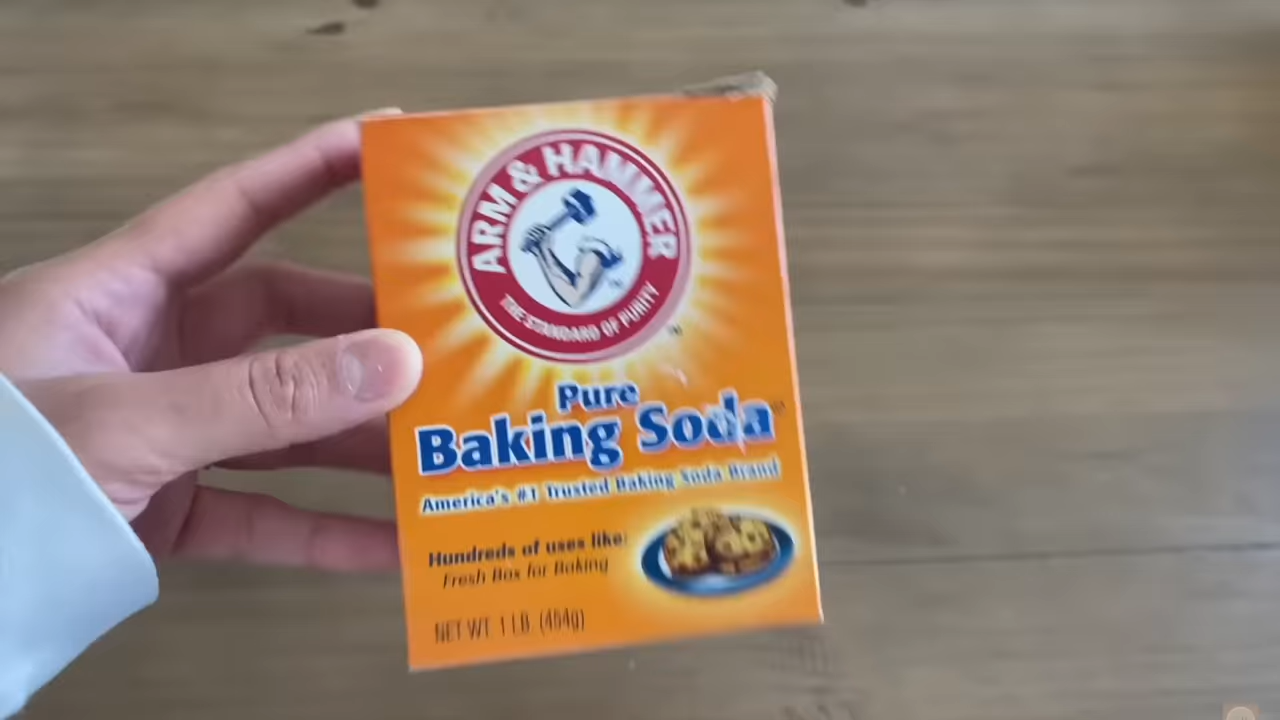 ARM & HAMMER
THE STANDARD OF PURITY
TM
Pure
Baking Soda
America's #1 Trusted Baking Soda Brand
Hundreds of uses like:
Fresh Box for Baking
NET WT. 1 LB. (454g)